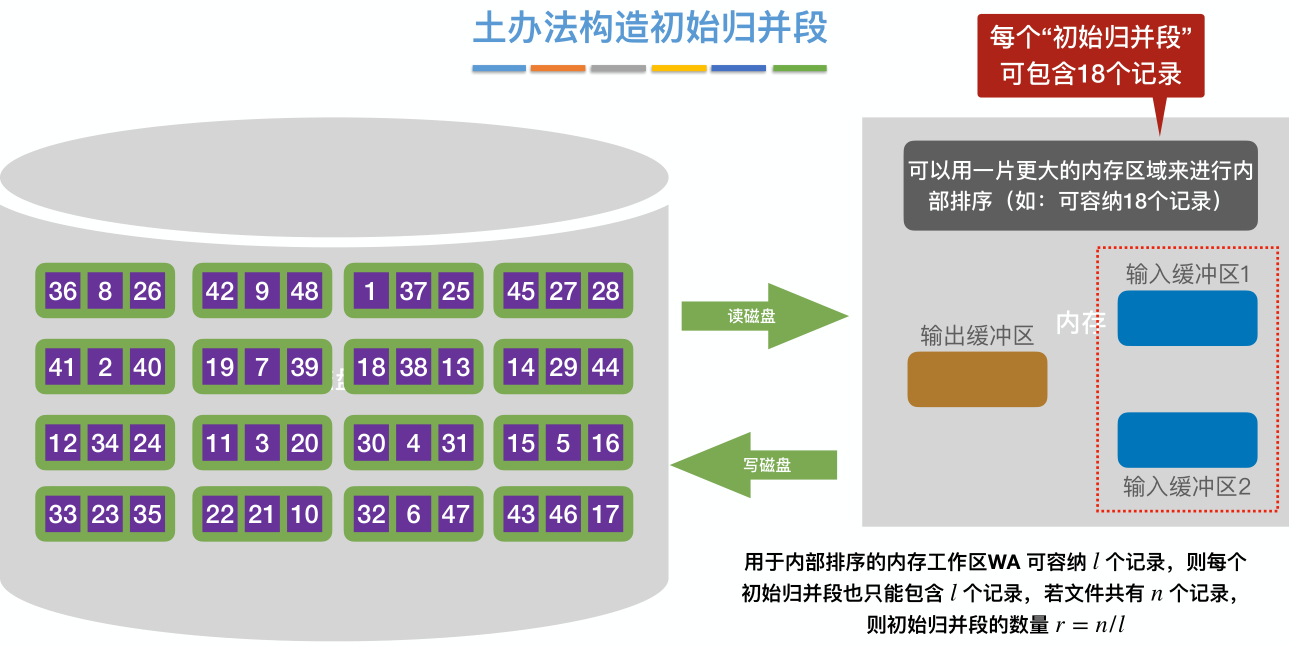 土办法构造初始归并段
每个“初始归并段”
可包含18个记录
可以用一片更大的内存区域来进行内
部排序（如：可容纳18个记录）
36 8 26 42 9 48 1 37 25 45 27 28
41 2 40 19 7 39 18 38 13 14 29 44
12 34 24 11 3 20 30 4 31 15 5 16
33 23 35 22 21 10 32 6 47 43 46 17
读磁盘
写磁盘
输入缓冲区1
内存
输出缓冲区
输入缓冲区2
用于内部排序的内存工作区WA 可容纳 l 个记录，则每个
初始归并段也只能包含 l 个记录，若文件共有 n 个记录，
则初始归并段的数量 r = n/l